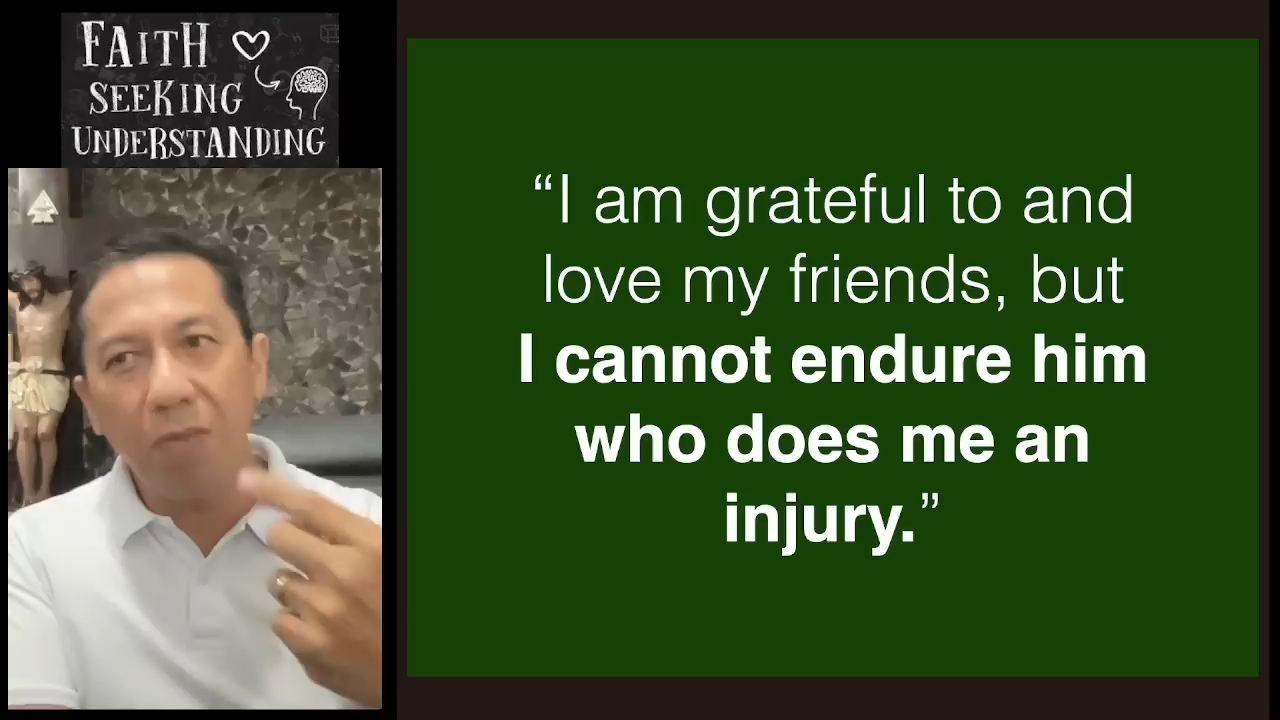 FAITH
SEEKING
UNDERSTANDING
“I am grateful to and
love my friends, but
I cannot endure him
who does me an
injury.”